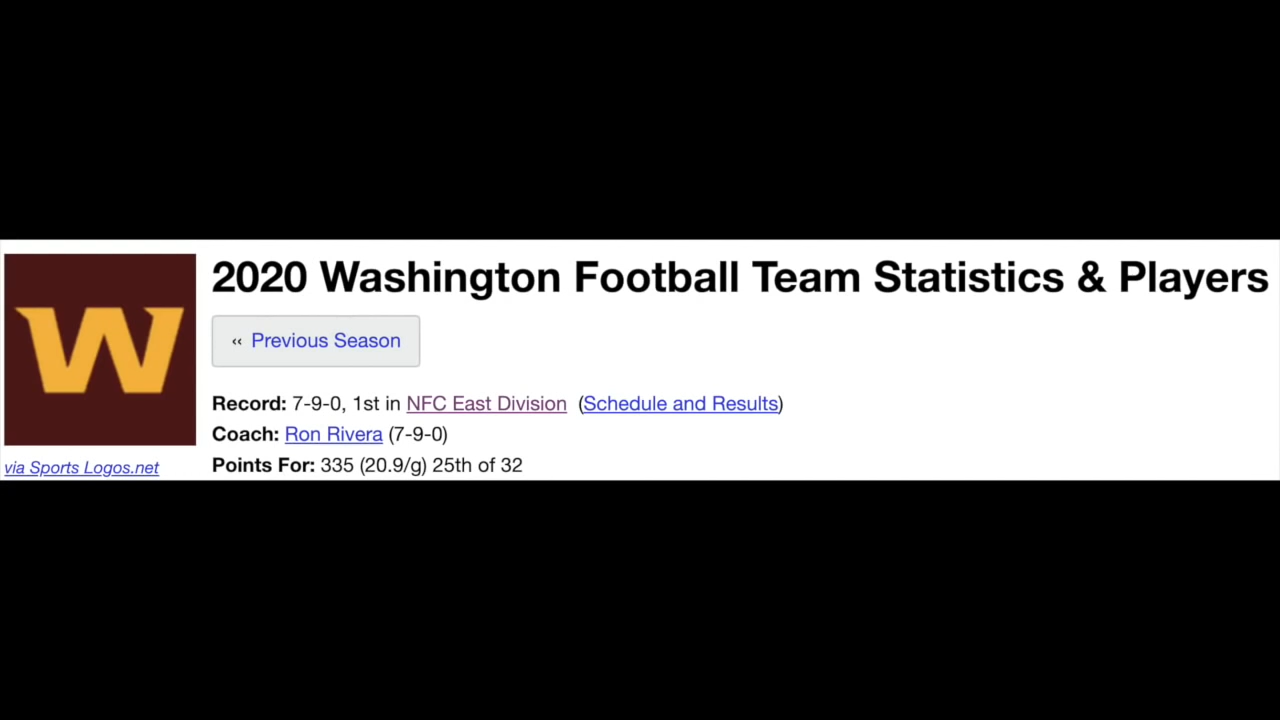 2020 Washington Football Team Statistics & Players
W
‹‹ Previous Season
Record: 7-9-0, 1st in NFC East Division (Schedule and Results)
Coach: Ron Rivera (7-9-0)
Points For: 335 (20.9/g) 25th of 32
via Sports Logos.net